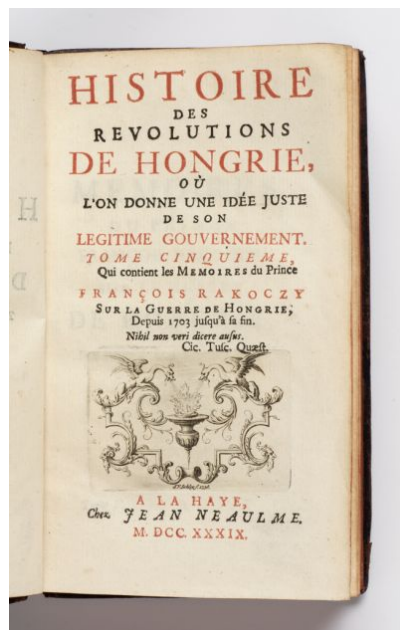 HISTOIRE
DES
REVOLUTIONS
DE HONGRIE,
OÙ
L'ON DONNE UNE IDÉE JUSTE
DE SON
LEGITIME GOUVERNEMENT.
TOME CINQUIEME,
Qui contient les MEMOIRES du Prince
FRANÇOIS RAKOCZY
SUR LA GUERRE DE HONGRIE,
Depuis 1703 jusqu'à sa fin.
Nihil non veri dicere ausus.
Cic. Tusc. Quæst.
A LA HAYE,
Chez JEAN NEAULME.
M. DCC. XXXIX.